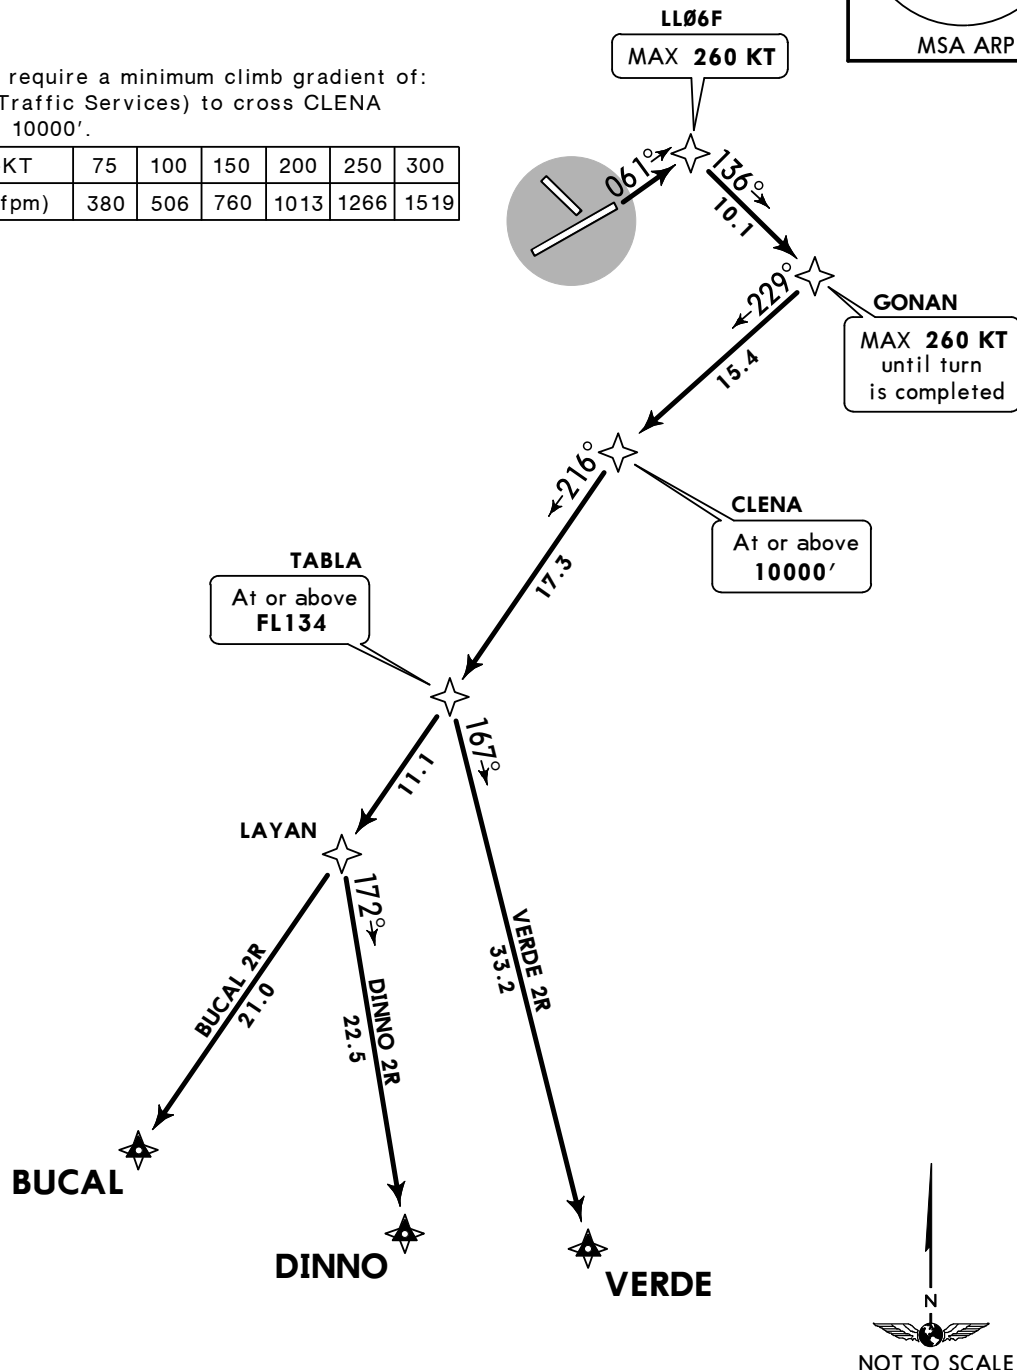 LLØ6F
MAX 260 KT
MSA ARP
require a minimum climb gradient of:
Traffic Services) to cross CLENA
10000'.
KT 75 100 150 200 250 300
fpm) 380 506 760 1013 1266 1519
061°
136°
10.1
229°
15.4
GONAN
MAX 260 KT
until turn
is completed
216°
17.3
CLENA
At or above
10000'
TABLA
At or above
FL134
167°
11.1
LAYAN
172°
VERDE 2R
33.2
BUCAL 2R
21.0
DINNO 2R
22.5
BUCAL
DINNO
VERDE
N
NOT TO SCALE